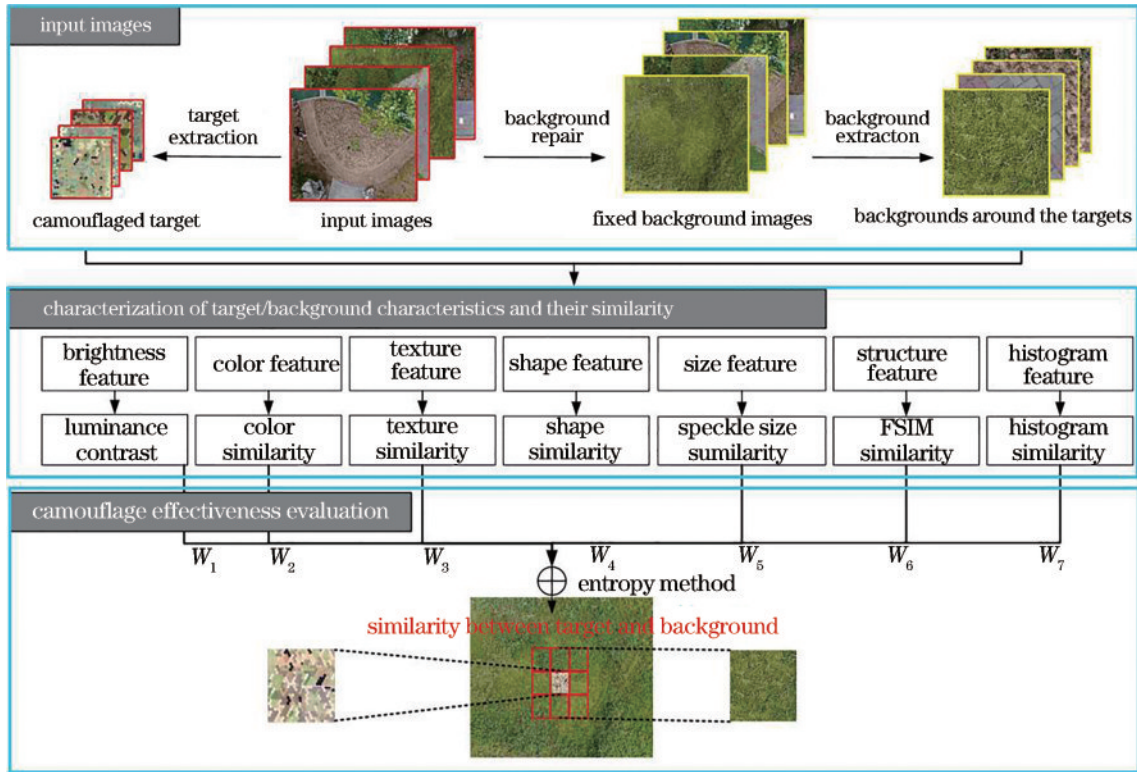 input images
target
extraction
background
repair
background
extracton
camouflaged target
input images
fixed background images
backgrounds around the targets
characterization of target/background characteristics and their similarity
brightness
feature
color feature
texture
feature
shape feature
size feature
structure
feature
histogram
feature
luminance
contrast
color
similarity
texture
similarity
shape
similarity
speckle size
sumilarity
FSIM
similarity
histogram
similarity
camouflage effectiveness evaluation
W1
W2
W3
W4
W5
W6
W7
entropy method
similarity between target and background